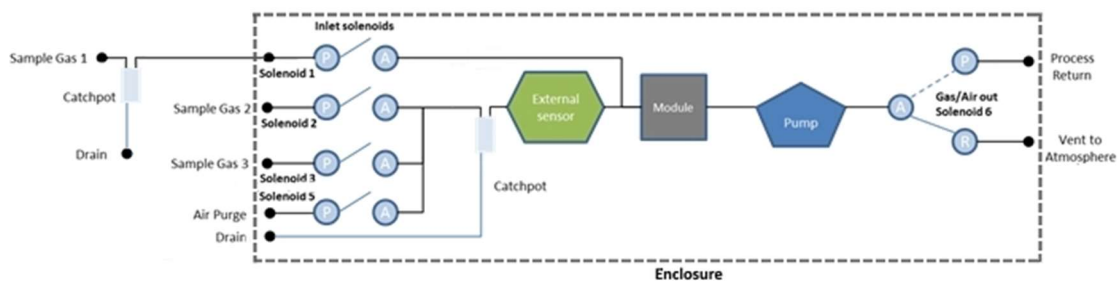 Inlet solenoids
Sample Gas 1
P
A
Solenoid 1
Catchpot
Drain
Sample Gas 2
P
A
Solenoid 2
Sample Gas 3
P
A
Solenoid 3
Solenoid 5
Air Purge
P
A
Drain
Catchpot
External
sensor
Module
Pump
A
P
Process
Return
Gas/Air out
Solenoid 6
R
Vent to
Atmosphere
Enclosure